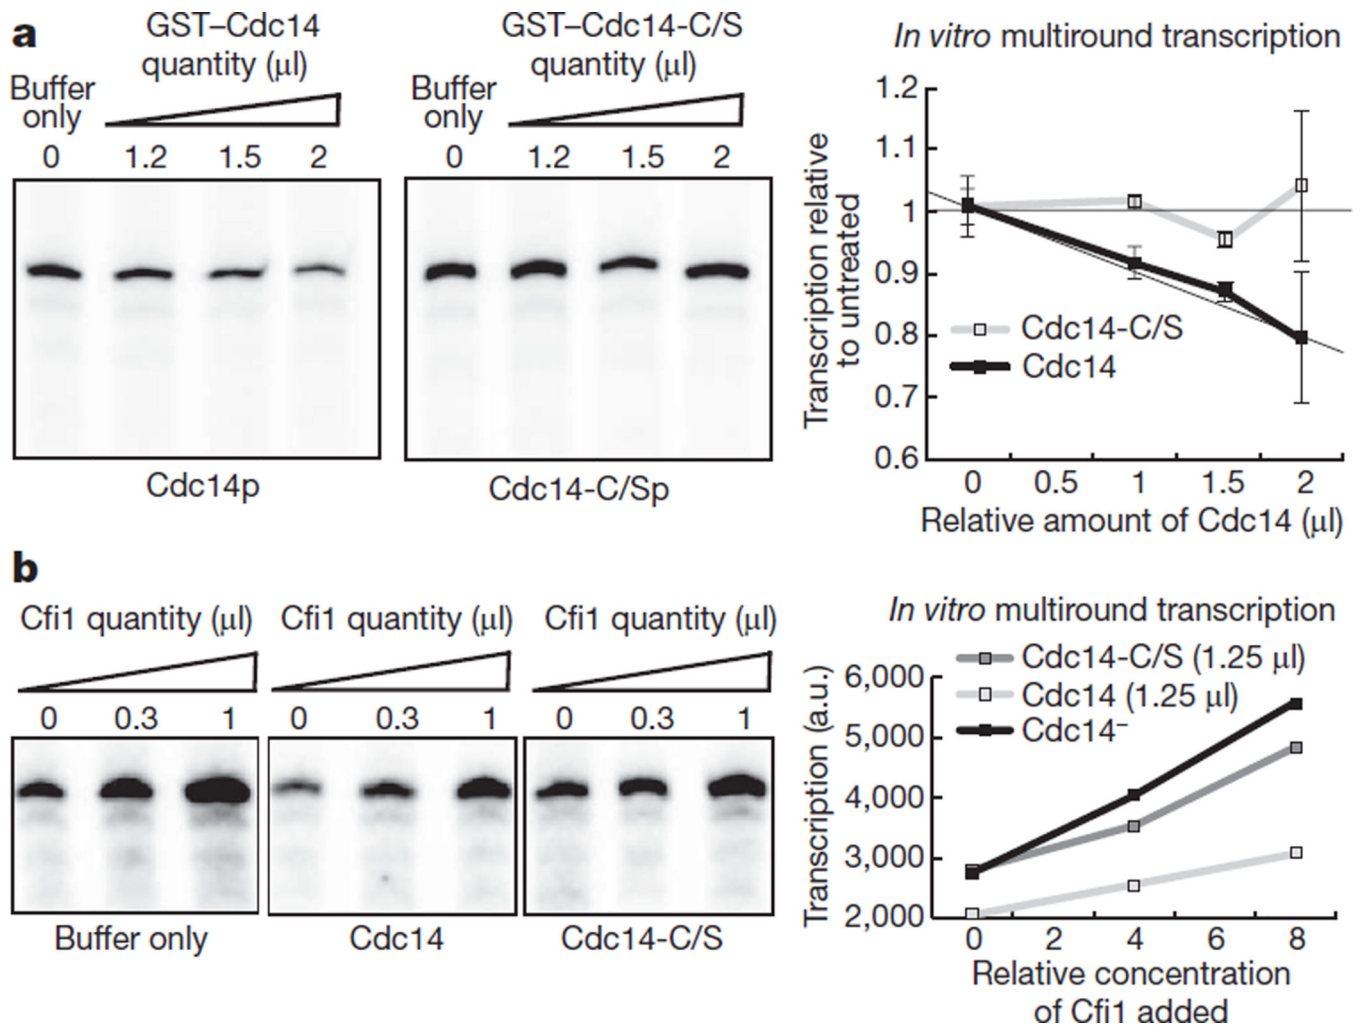 a
GST–Cdc14
quantity (µl)
Buffer
only
0 1.2 1.5 2
Cdc14p
GST–Cdc14-C/S
quantity (µl)
Buffer
only
0 1.2 1.5 2
Cdc14-C/Sp
In vitro multiround transcription
Transcription relative
to untreated
1.2
1.1
1
0.9
0.8
0.7
0.6
Cdc14-C/S
Cdc14
0 0.5 1 1.5 2
Relative amount of Cdc14 (µl)
b
Cfi1 quantity (µl)
0 0.3 1
Buffer only
Cfi1 quantity (µl)
0 0.3 1
Cdc14
Cfi1 quantity (µl)
0 0.3 1
Cdc14-C/S
In vitro multiround transcription
Cdc14-C/S (1.25 µl)
Cdc14 (1.25 µl)
Cdc14–
Transcription (a.u.)
6,000
5,000
4,000
3,000
2,000
0 2 4 6 8
Relative concentration
of Cfi1 added